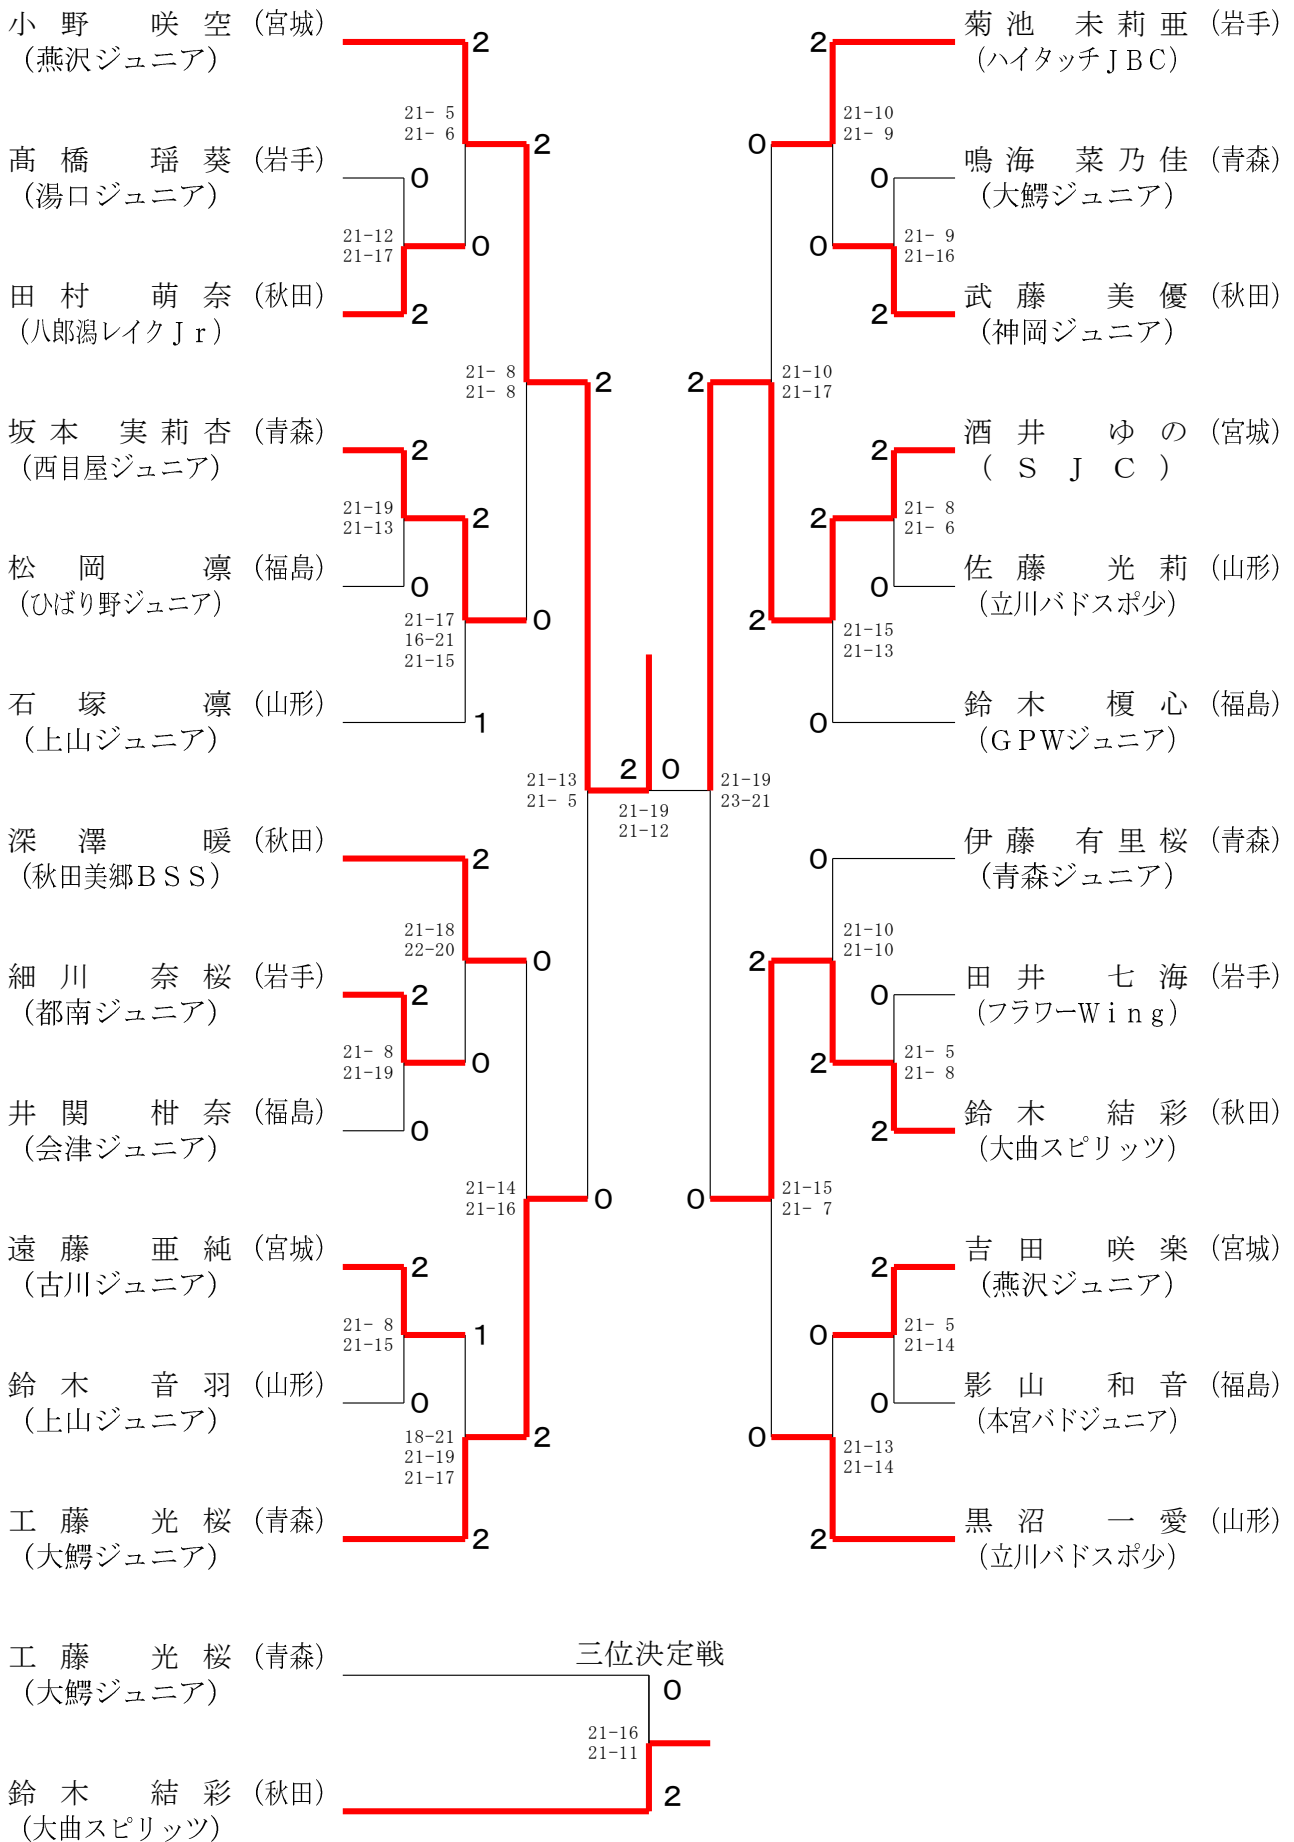 小野 咲空 (宮城)
(燕沢ジュニア)
2
21- 5
21- 6
2
髙橋 瑶葵 (岩手)
(湯口ジュニア)
0
21-12
21-17
0
田村 萌奈 (秋田)
(八郎潟レイクＪｒ)
2
21- 8
21- 8
2
坂本 実莉杏 (青森)
(西目屋ジュニア)
2
21-19
21-13
2
松岡 凛 (福島)
(ひばり野ジュニア)
0
21-17
16-21
21-15
0
石塚 凛 (山形)
(上山ジュニア)
1
21-13
21- 5
2
0
21-19
21-12
深澤 暖 (秋田)
(秋田美郷ＢＳＳ)
2
21-18
22-20
0
細川 奈桜 (岩手)
(都南ジュニア)
2
21- 8
21-19
0
井関 柑奈 (福島)
(会津ジュニア)
0
21-14
21-16
0
遠藤 亜純 (宮城)
(古川ジュニア)
2
21- 8
21-15
1
鈴木 音羽 (山形)
(上山ジュニア)
0
18-21
21-19
21-17
2
工藤 光桜 (青森)
(大鰐ジュニア)
2
菊池 未莉亜 (岩手)
(ハイタッチＪＢＣ)
2
21-10
21- 9
0
鳴海 菜乃佳 (青森)
(大鰐ジュニア)
0
21- 9
21-16
0
武藤 美優 (秋田)
(神岡ジュニア)
2
21-10
21-17
2
酒井 ゆの (宮城)
(ＳＪＣ)
2
21- 8
21- 6
2
佐藤 光莉 (山形)
(立川バドスポ少)
0
21-15
21-13
2
鈴木 榎心 (福島)
(ＧＰＷジュニア)
0
21-19
23-21
伊藤 有里桜 (青森)
(青森ジュニア)
0
21-10
21-10
2
田井 七海 (岩手)
(フラワーＷｉｎｇ)
0
21- 5
21- 8
2
鈴木 結彩 (秋田)
(大曲スピリッツ)
2
21-15
21- 7
0
吉田 咲楽 (宮城)
(燕沢ジュニア)
2
21- 5
21-14
0
影山 和音 (福島)
(本宮バドジュニア)
0
21-13
21-14
0
黒沼 一愛 (山形)
(立川バドスポ少)
2
三位決定戦
工藤 光桜 (青森)
(大鰐ジュニア)
0
21-16
21-11
鈴木 結彩 (秋田)
(大曲スピリッツ)
2